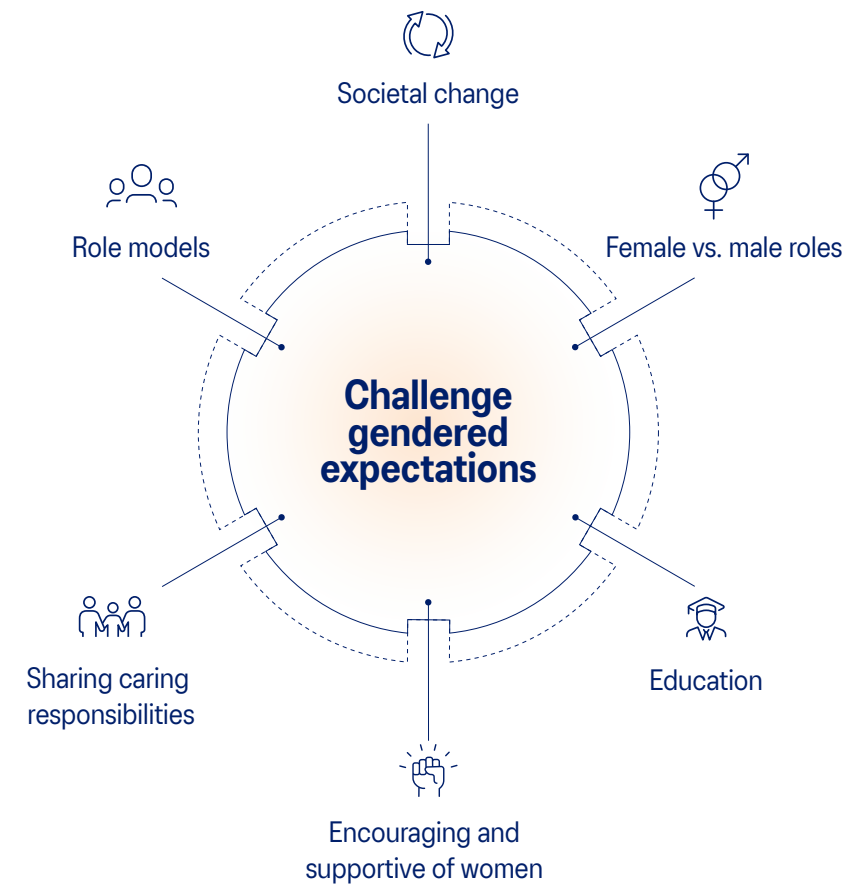 Societal change
Role models
Female vs. male roles
Challenge
gendered
expectations
Sharing caring
responsibilities
Education
Encouraging and
supportive of women